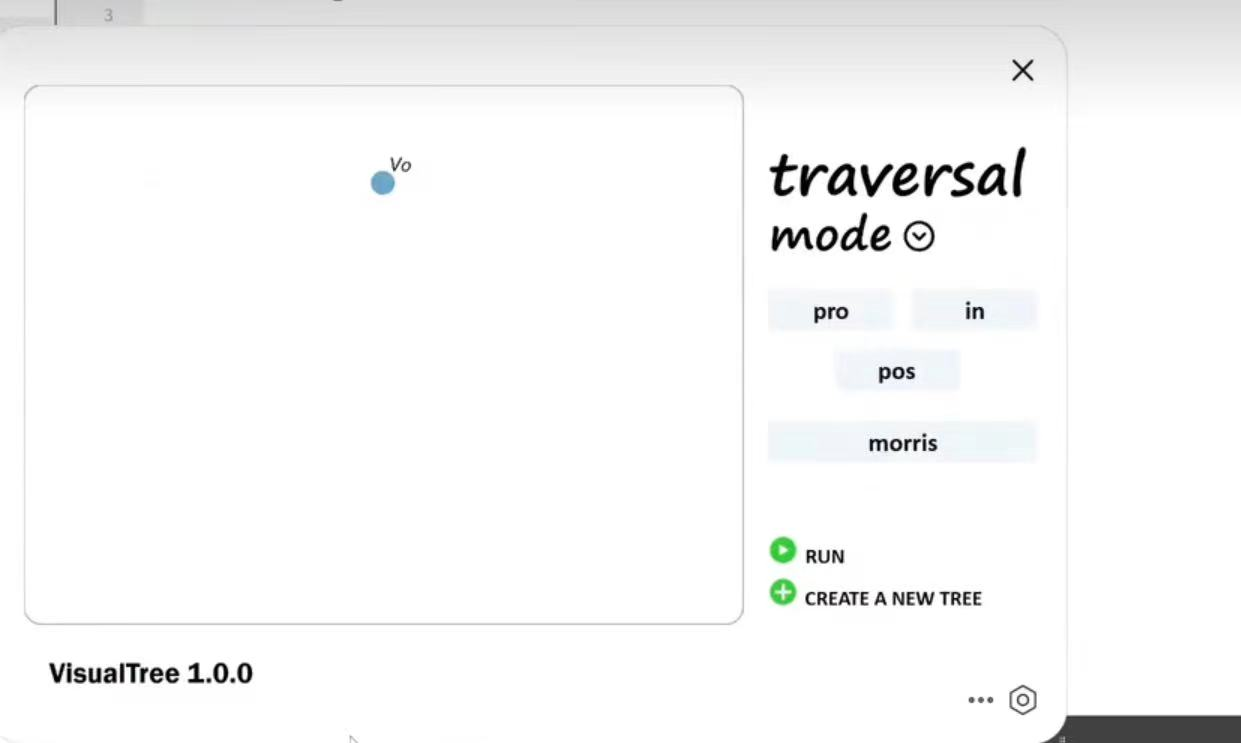 3
Vo
traversal
mode
pro
in
pos
morris
RUN
CREATE A NEW TREE
VisualTree 1.0.0